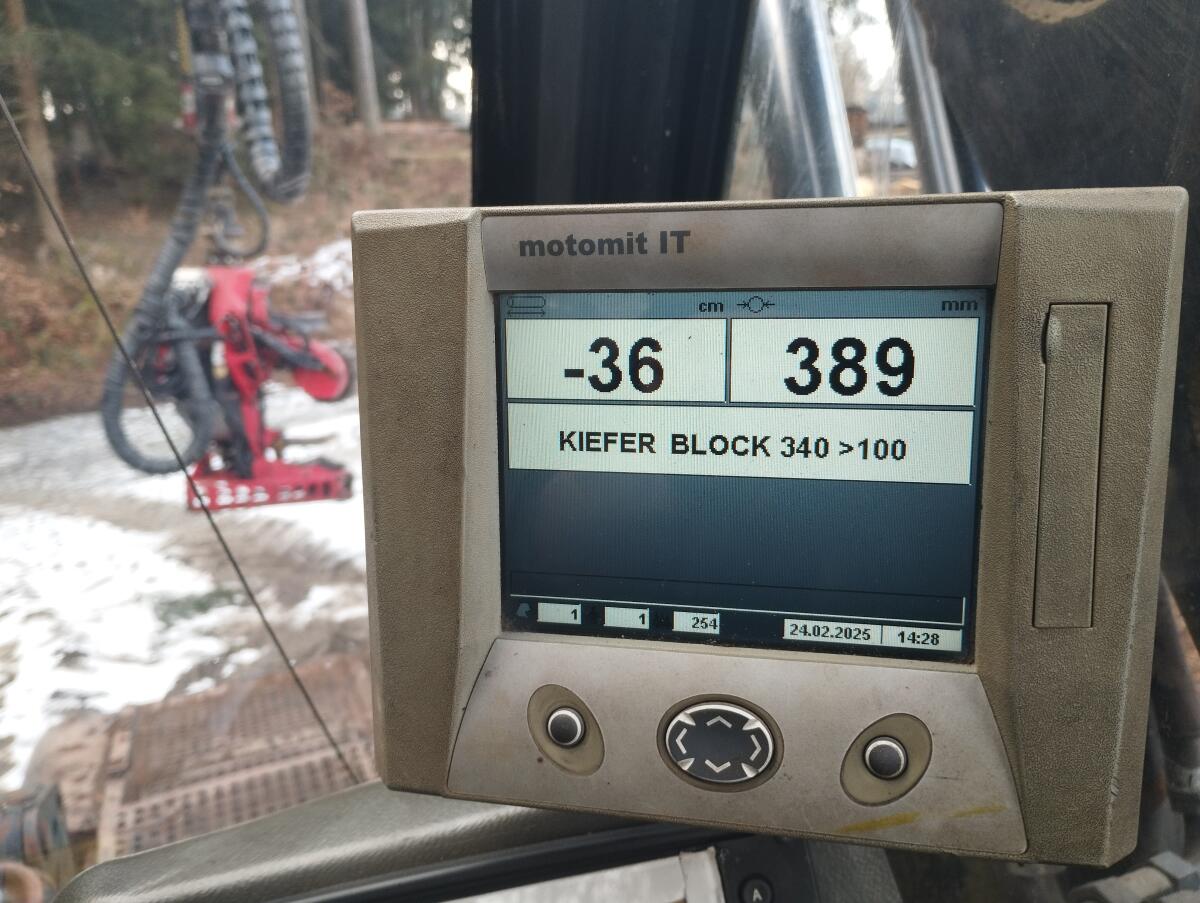 motomit IT
cm mm
-36 389
KIEFER BLOCK 340 >100
1 1 254 24.02.2025 14:28
A